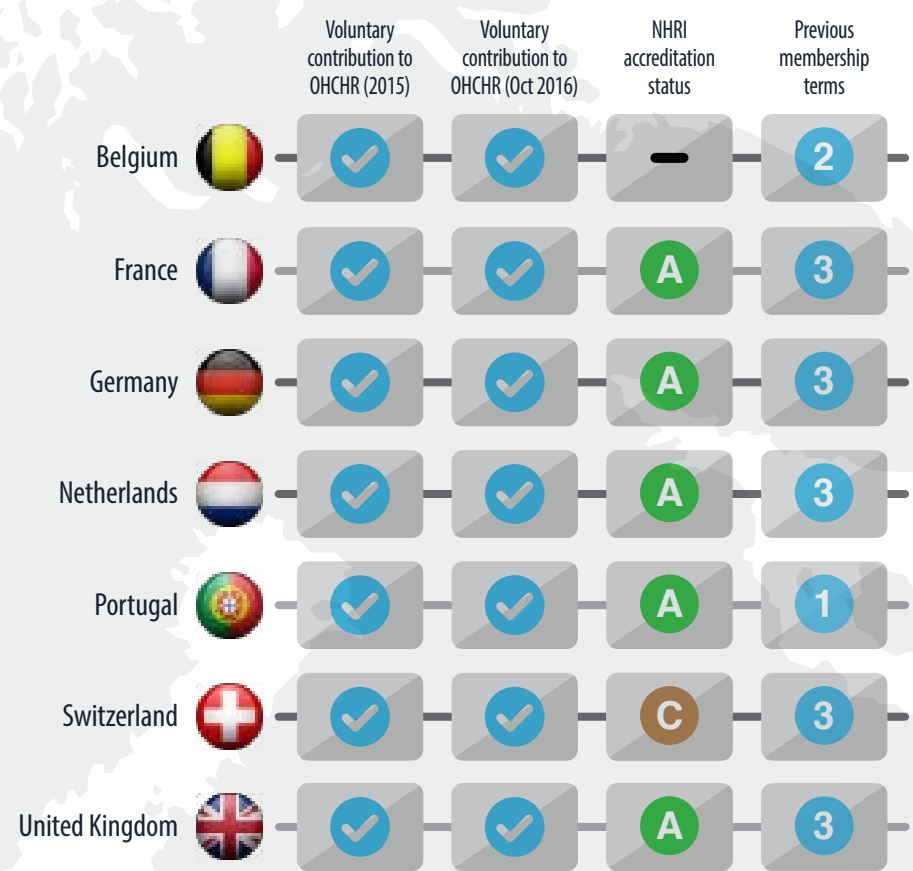 Voluntary
contribution to
OHCHR (2015)
Voluntary
contribution to
OHCHR (Oct 2016)
NHRI
accreditation
status
Previous
membership
terms
Belgium 2
France A 3
Germany A 3
Netherlands A 3
Portugal A 1
Switzerland C 3
United Kingdom A 3